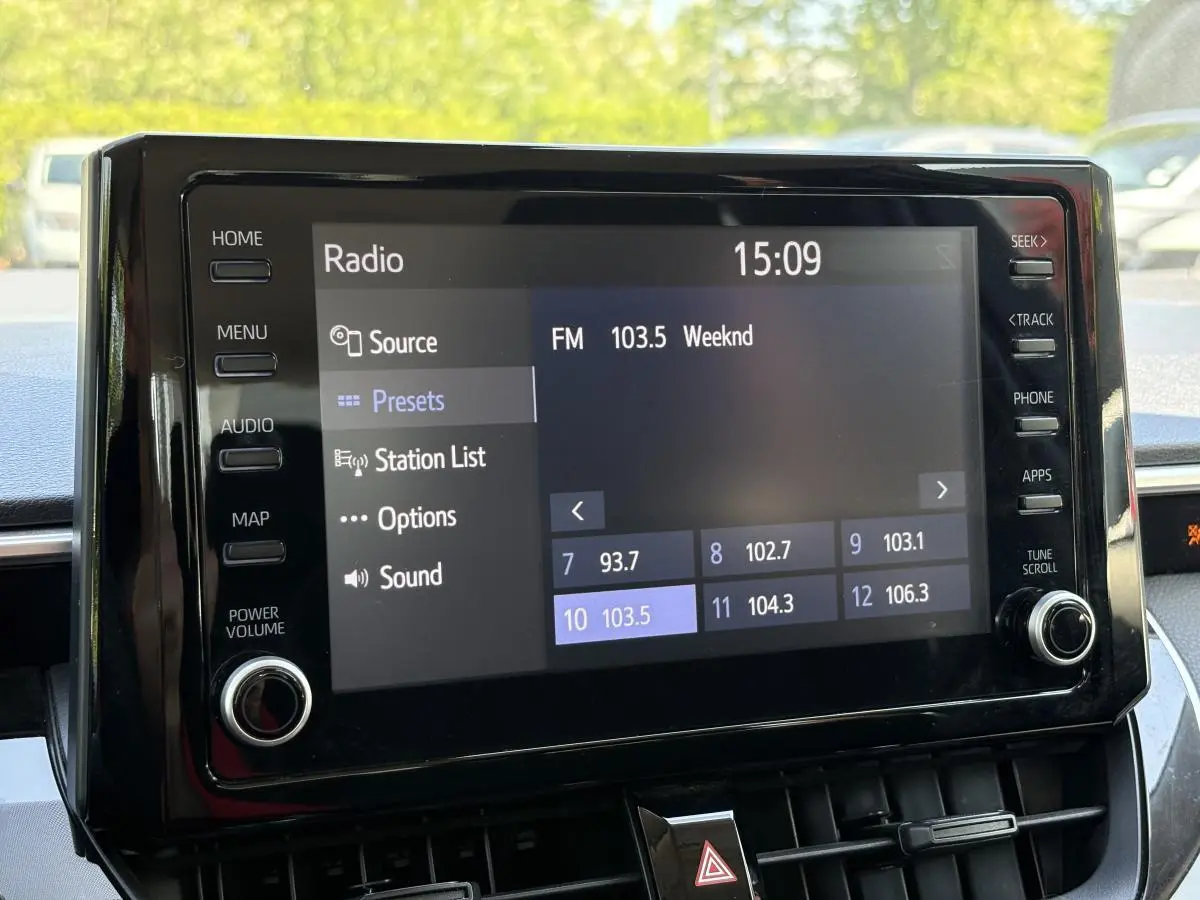 HOME
MENU
AUDIO
MAP
POWER
VOLUME
Radio
15:09
Source
Presets
Station List
Options
Sound
FM 103.5 Weeknd
<
>
7 93.7
8 102.7
9 103.1
10 103.5
11 104.3
12 106.3
SEEK>
<TRACK
PHONE
APPS
TUNE
SCROLL